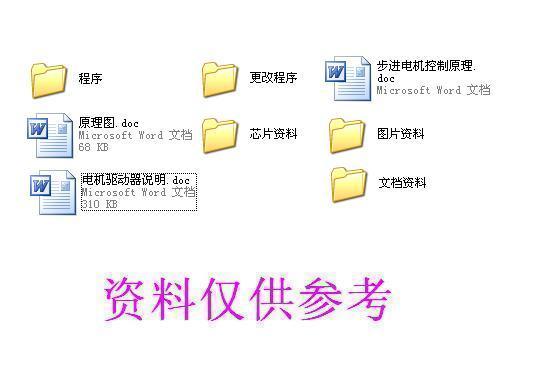 程序
更改程序
步进电机控制原理.
doc
Microsoft Word 文档
原理图.doc
Microsoft Word 文档
68 KB
芯片资料
图片资料
电机驱动器说明.doc
Microsoft Word 文档
310 KB
文档资料
资料仅供参考